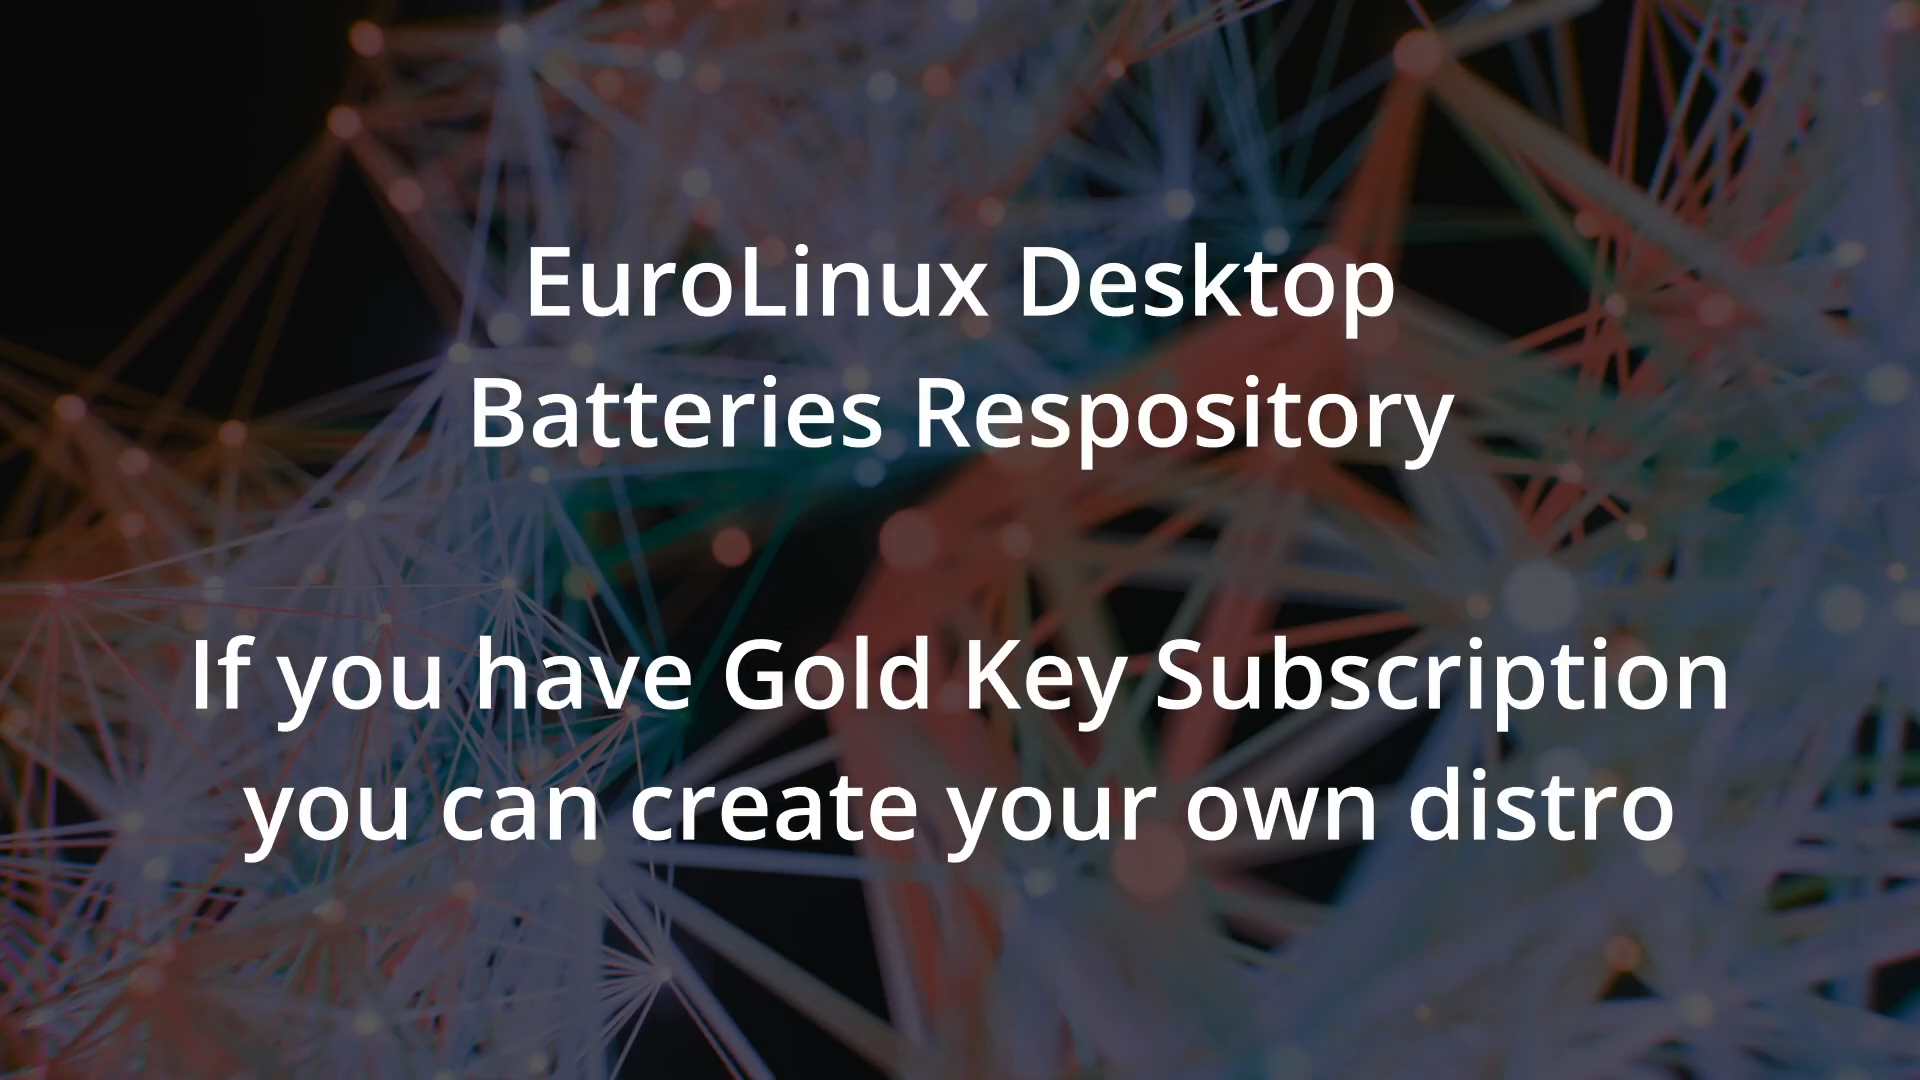 EuroLinux Desktop
Batteries Respository
If you have Gold Key Subscription
you can create your own distro